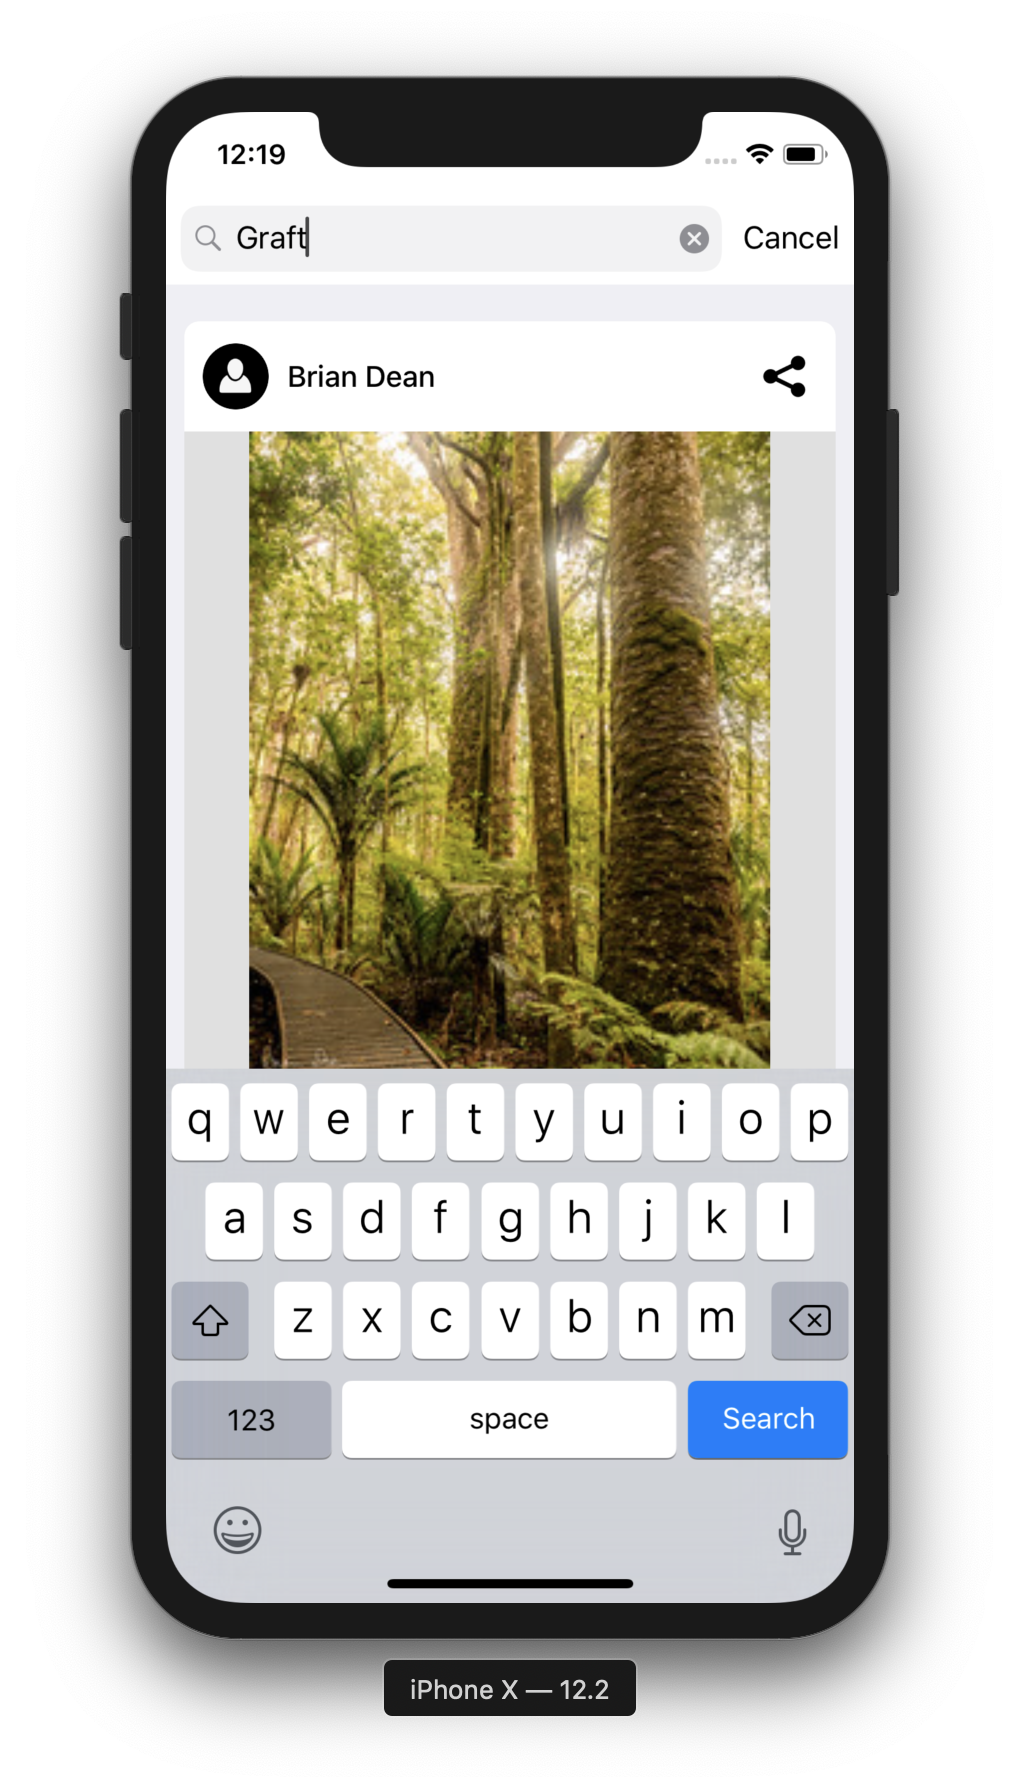 12:19
Graft
Cancel
Brian Dean
q w e r t y u i o p
a s d f g h j k l
z x c v b n m
123 space Search
iPhone X — 12.2